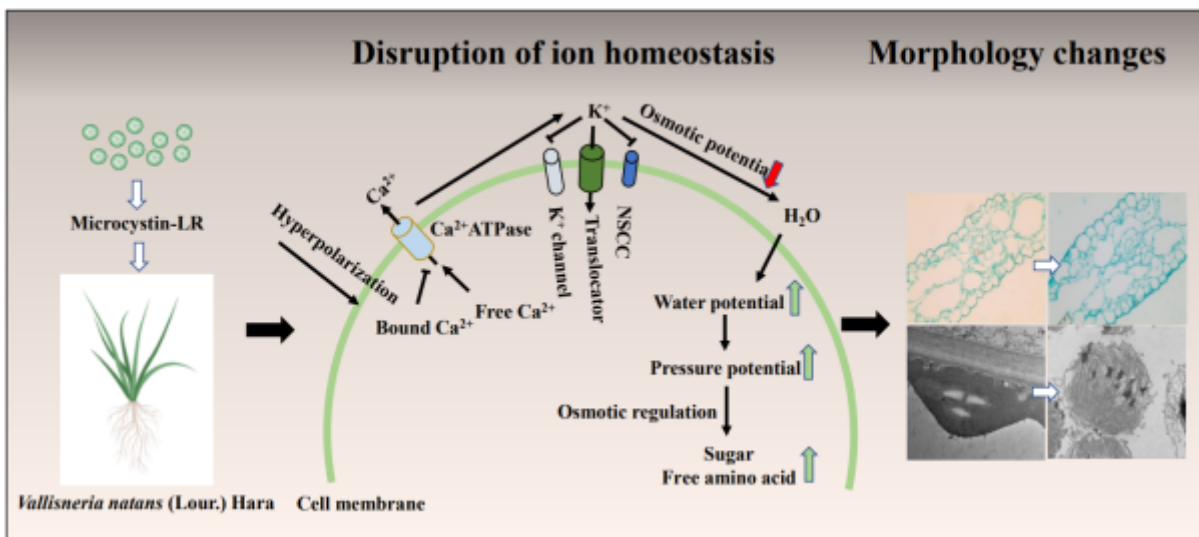 Disruption of ion homeostasis
Morphology changes
Microcystin-LR
Vallisneria natans (Lour.) Hara
Cell membrane
Hyperpolarization
Ca²⁺
Ca²⁺ATPase
Bound Ca²⁺
Free Ca²⁺
K⁺
K⁺ channel
Translocator
NSCC
Osmotic potential
H₂O
Water potential
Pressure potential
Osmotic regulation
Sugar
Free amino acid